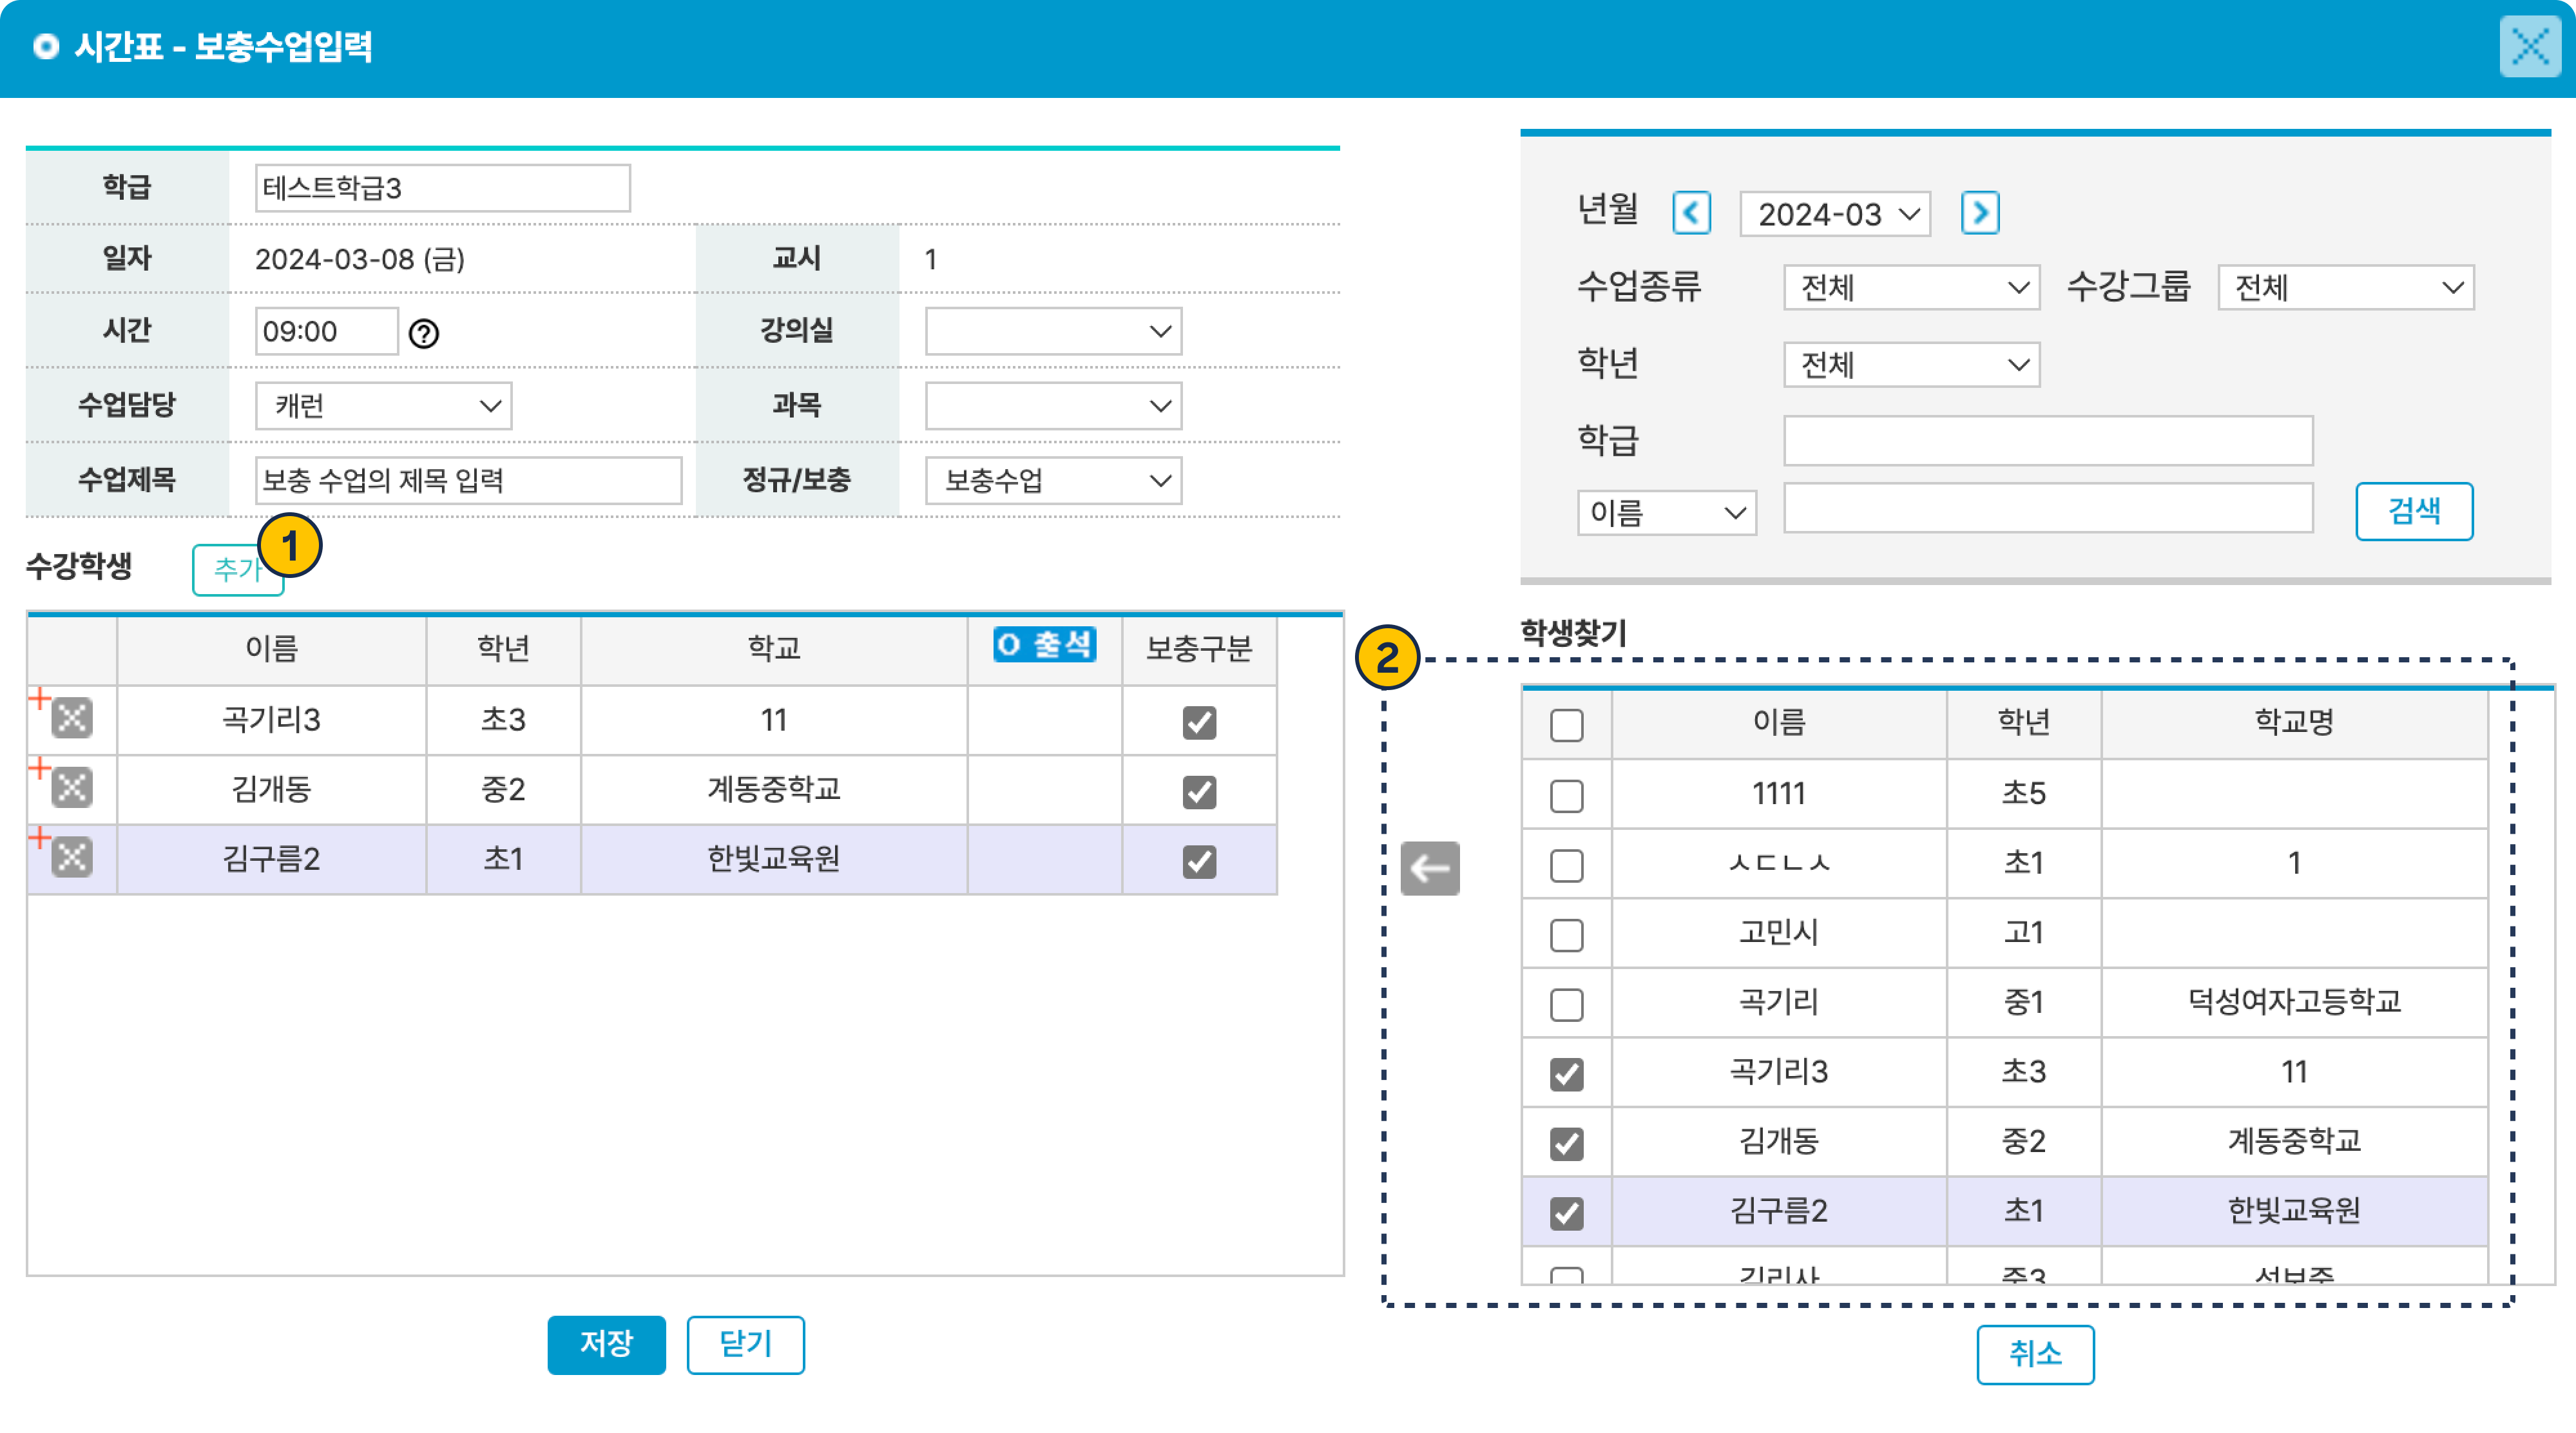 시간표 - 보충수업입력
학급 테스트학급3
일자 2024-03-08 (금) 교시 1
시간 09:00 강의실
수업담당 캐런 과목
수업제목 보충 수업의 제목 입력 정규/보충 보충수업
수강학생 추가 1
이름 학년 학교 O 출석 보충구분
곡기리3 초3 11
김개동 중2 계동중학교
김구름2 초1 한빛교육원
저장 닫기
년월 2024-03
수업종류 전체 수강그룹 전체
학년 전체
학급
이름 검색
학생찾기
2
이름 학년 학교명
1111 초5
ㅅㄷㄴㅅ 초1 1
고민시 고1
곡기리 중1 덕성여자고등학교
곡기리3 초3 11
김개동 중2 계동중학교
김구름2 초1 한빛교육원
취소